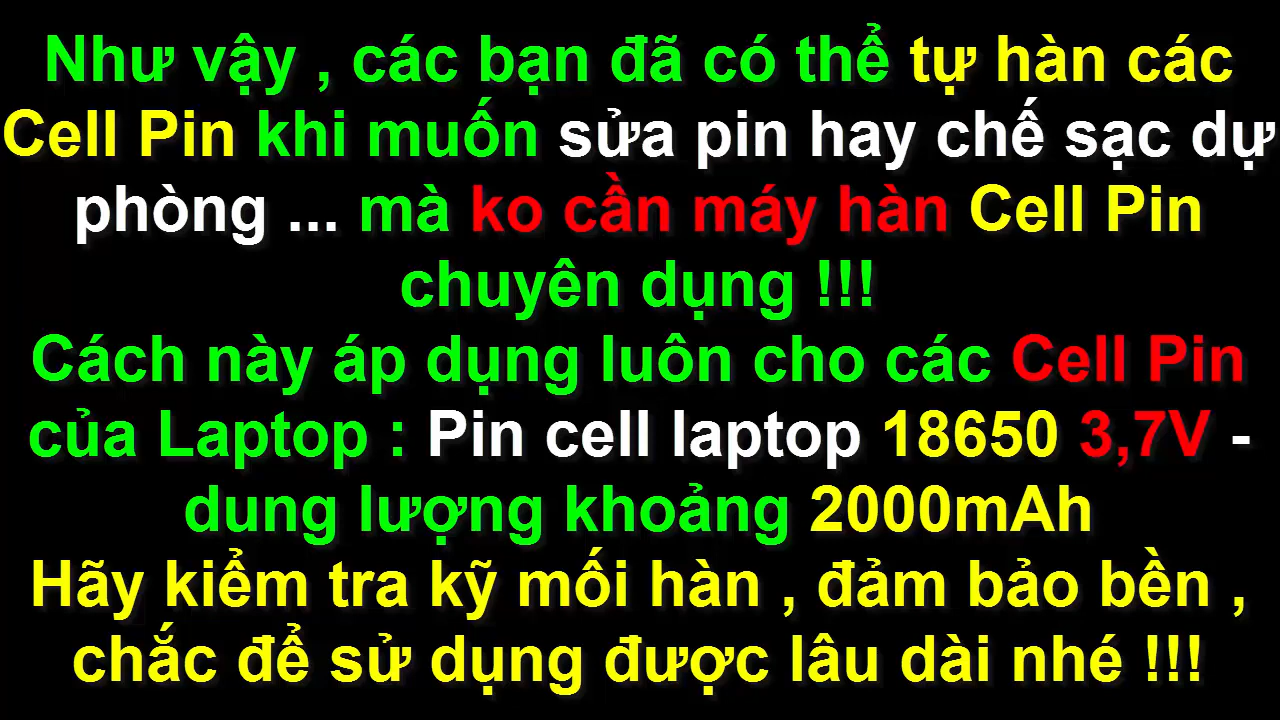 Như vậy , các bạn đã có thể tự hàn các
Cell Pin khi muốn sửa pin hay chế sạc dự
phòng ... mà ko cần máy hàn Cell Pin
chuyên dụng !!!
Cách này áp dụng luôn cho các Cell Pin
của Laptop : Pin cell laptop 18650 3,7V -
dung lượng khoảng 2000mAh
Hãy kiểm tra kỹ mối hàn , đảm bảo bền ,
chắc để sử dụng được lâu dài nhé !!!